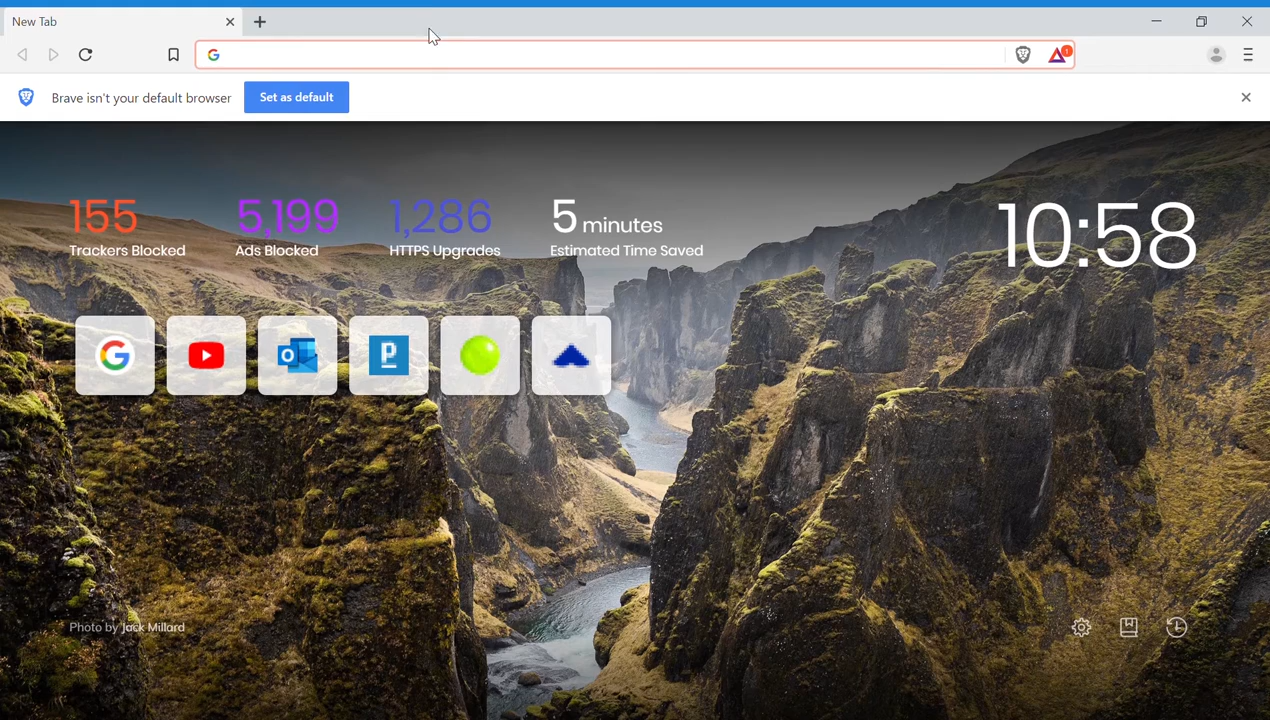 New Tab
1
Brave isn't your default browser
Set as default
155
Trackers Blocked
5,199
Ads Blocked
1,286
HTTPS Upgrades
5 minutes
Estimated Time Saved
10:58
Photo by Jack Millard